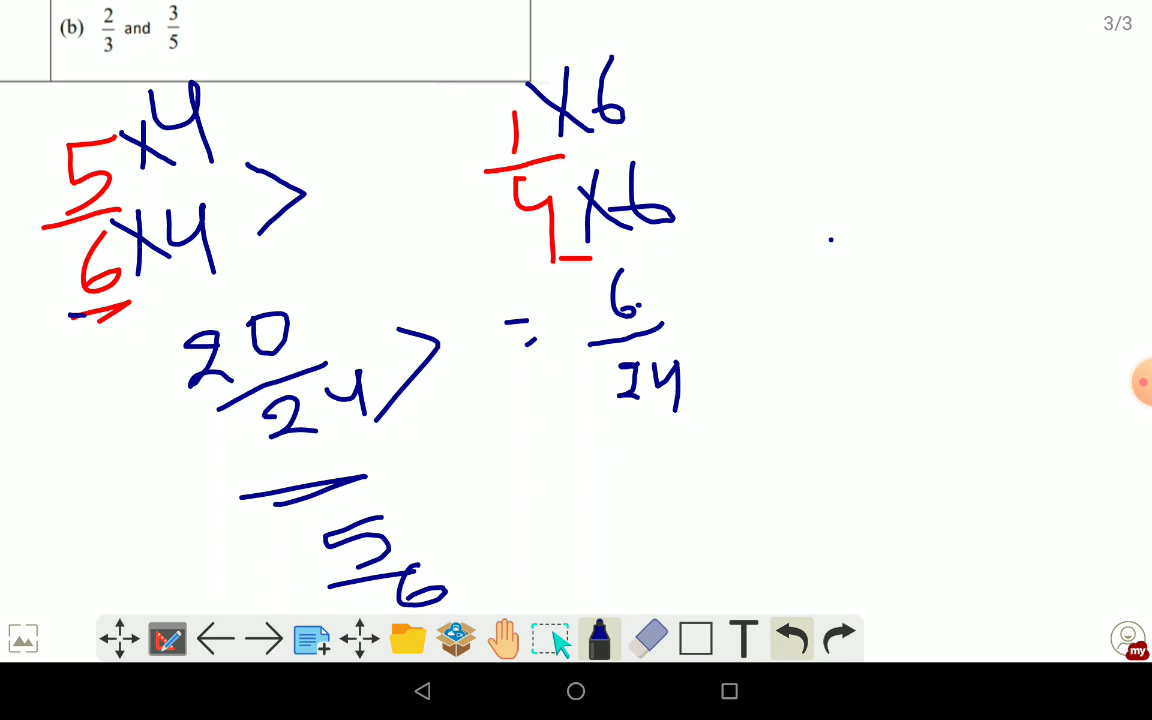 3/3
(b) 2/3 and 3/5
5/6 ×4/×4 > 1/4 ×6/×6
20/24 > = 6/24
5/6
T
my